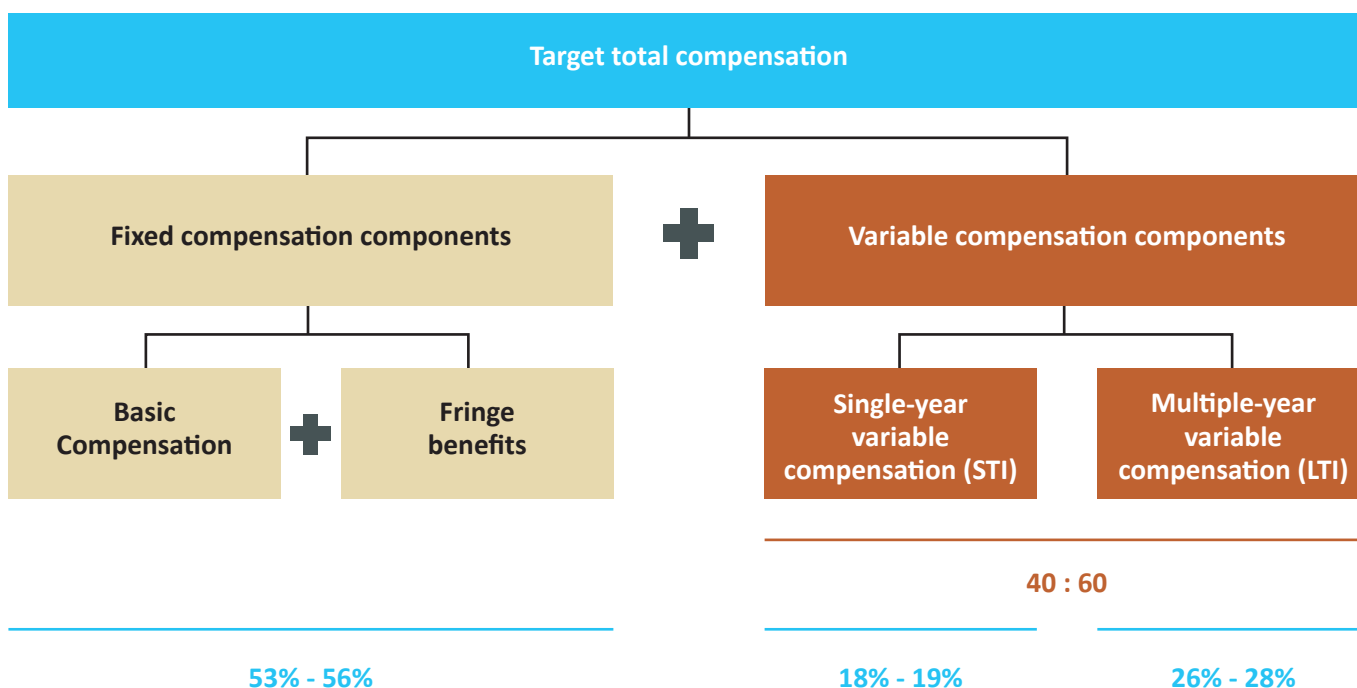 Target total compensation
Fixed compensation components
Variable compensation components
Basic
Compensation
Fringe
benefits
Single-year
variable
compensation (STI)
Multiple-year
variable
compensation (LTI)
40 : 60
53% - 56%
18% - 19%
26% - 28%